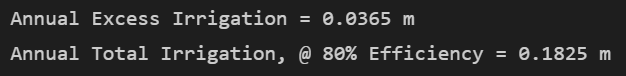 Annual Excess Irrigation = 0.0365 m
Annual Total Irrigation, @ 80% Efficiency = 0.1825 m